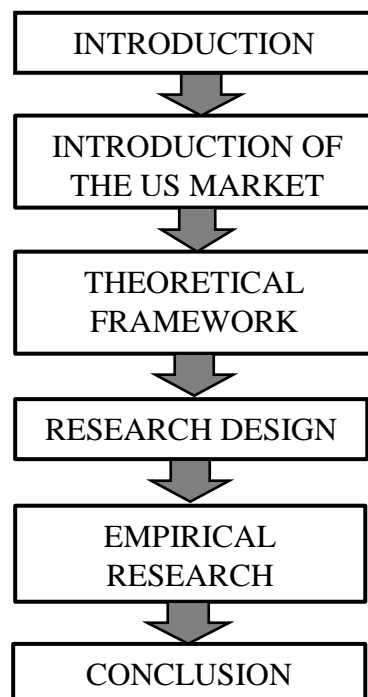 INTRODUCTION
INTRODUCTION OF
THE US MARKET
THEORETICAL
FRAMEWORK
RESEARCH DESIGN
EMPIRICAL
RESEARCH
CONCLUSION